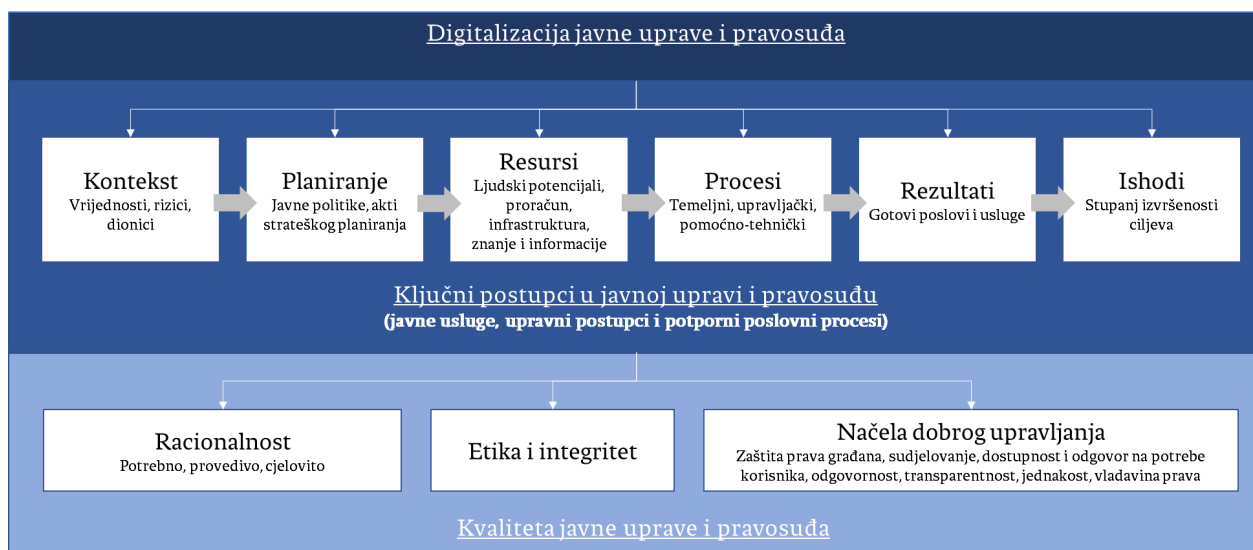 Digitalizacija javne uprave i pravosuđa
Kontekst
Vrijednosti, rizici,
dionici
Planiranje
Javne politike, akti
strateškog planiranja
Resursi
Ljudski potencijali,
proračun,
infrastruktura,
znanje i informacije
Procesi
Temeljni, upravljački,
pomoćno-tehnički
Rezultati
Gotovi poslovi i usluge
Ishodi
Stupanj izvršenosti
ciljeva
Ključni postupci u javnoj upravi i pravosuđu
(javne usluge, upravni postupci i potporni poslovni procesi)
Racionalnost
Potrebno, provedivo, cjelovito
Etika i integritet
Načela dobrog upravljanja
Zaštita prava građana, sudjelovanje, dostupnost i odgovor na potrebe
korisnika, odgovornost, transparentnost, jednakost, vladavina prava
Kvaliteta javne uprave i pravosuđa